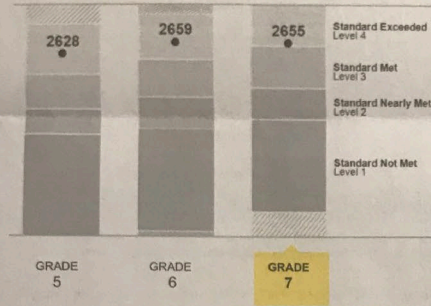 2628
2659
2655
Standard Exceeded
Level 4
Standard Met
Level 3
Standard Nearly Met
Level 2
Standard Not Met
Level 1
GRADE
5
GRADE
6
GRADE
7